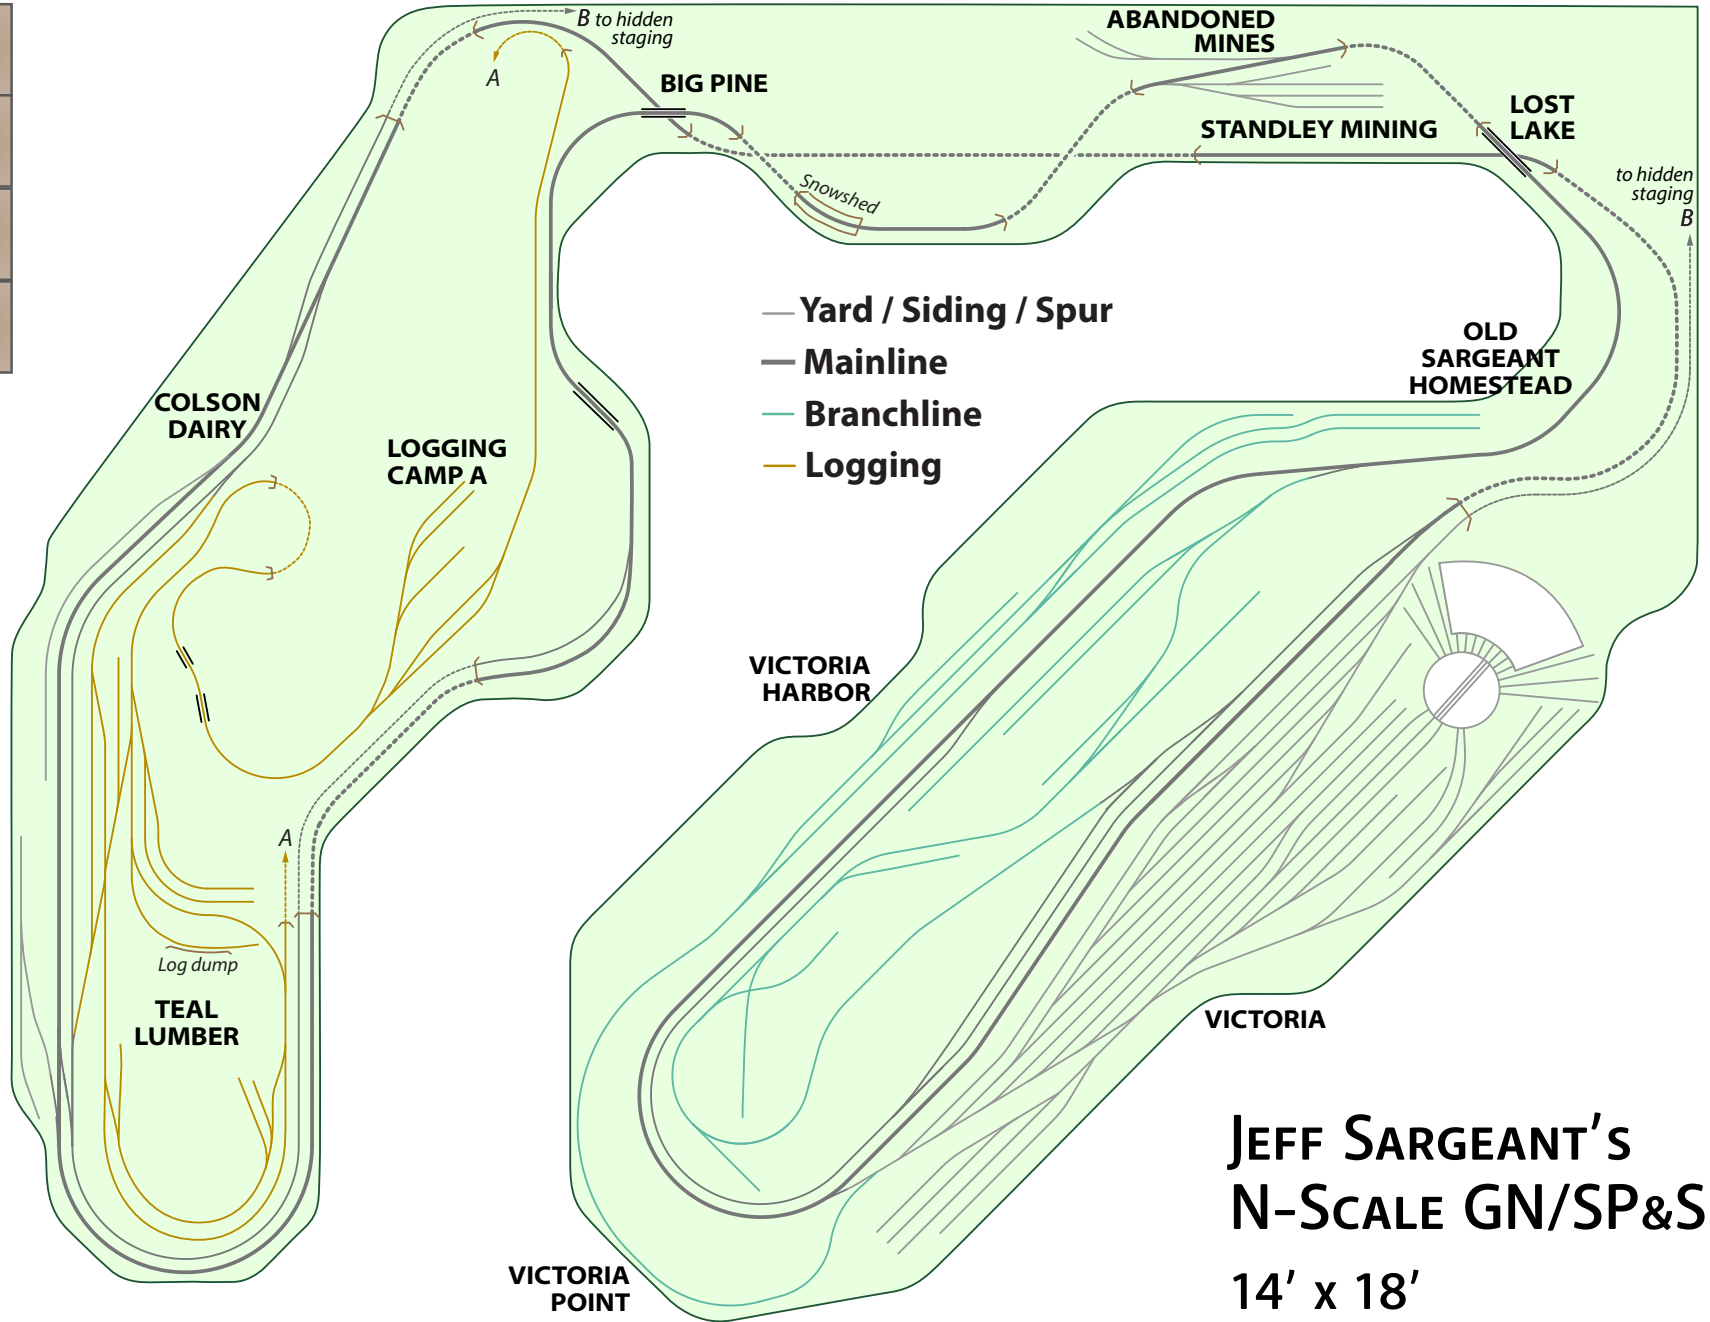 B to hidden
staging
A
BIG PINE
ABANDONED
MINES
STANDLEY MINING
LOST
LAKE
to hidden
staging
B
Snowshed
Yard / Siding / Spur
Mainline
Branchline
Logging
OLD
SARGEANT
HOMESTEAD
COLSON
DAIRY
LOGGING
CAMP A
VICTORIA
HARBOR
A
Log dump
TEAL
LUMBER
VICTORIA
VICTORIA
POINT
Jeff Sargeant's
N-Scale GN/SP&S
14' x 18'